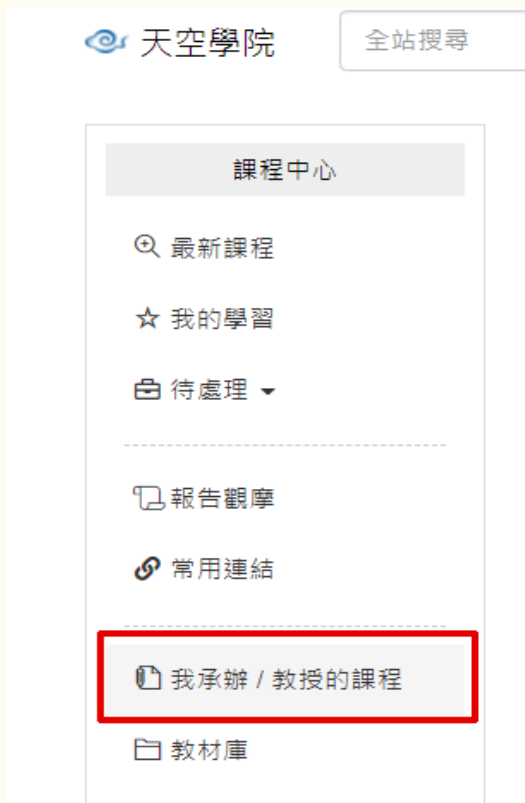 天空學院
全站搜尋
課程中心
最新課程
我的學習
待處理
報告觀摩
常用連結
我承辦 / 教授的課程
教材庫